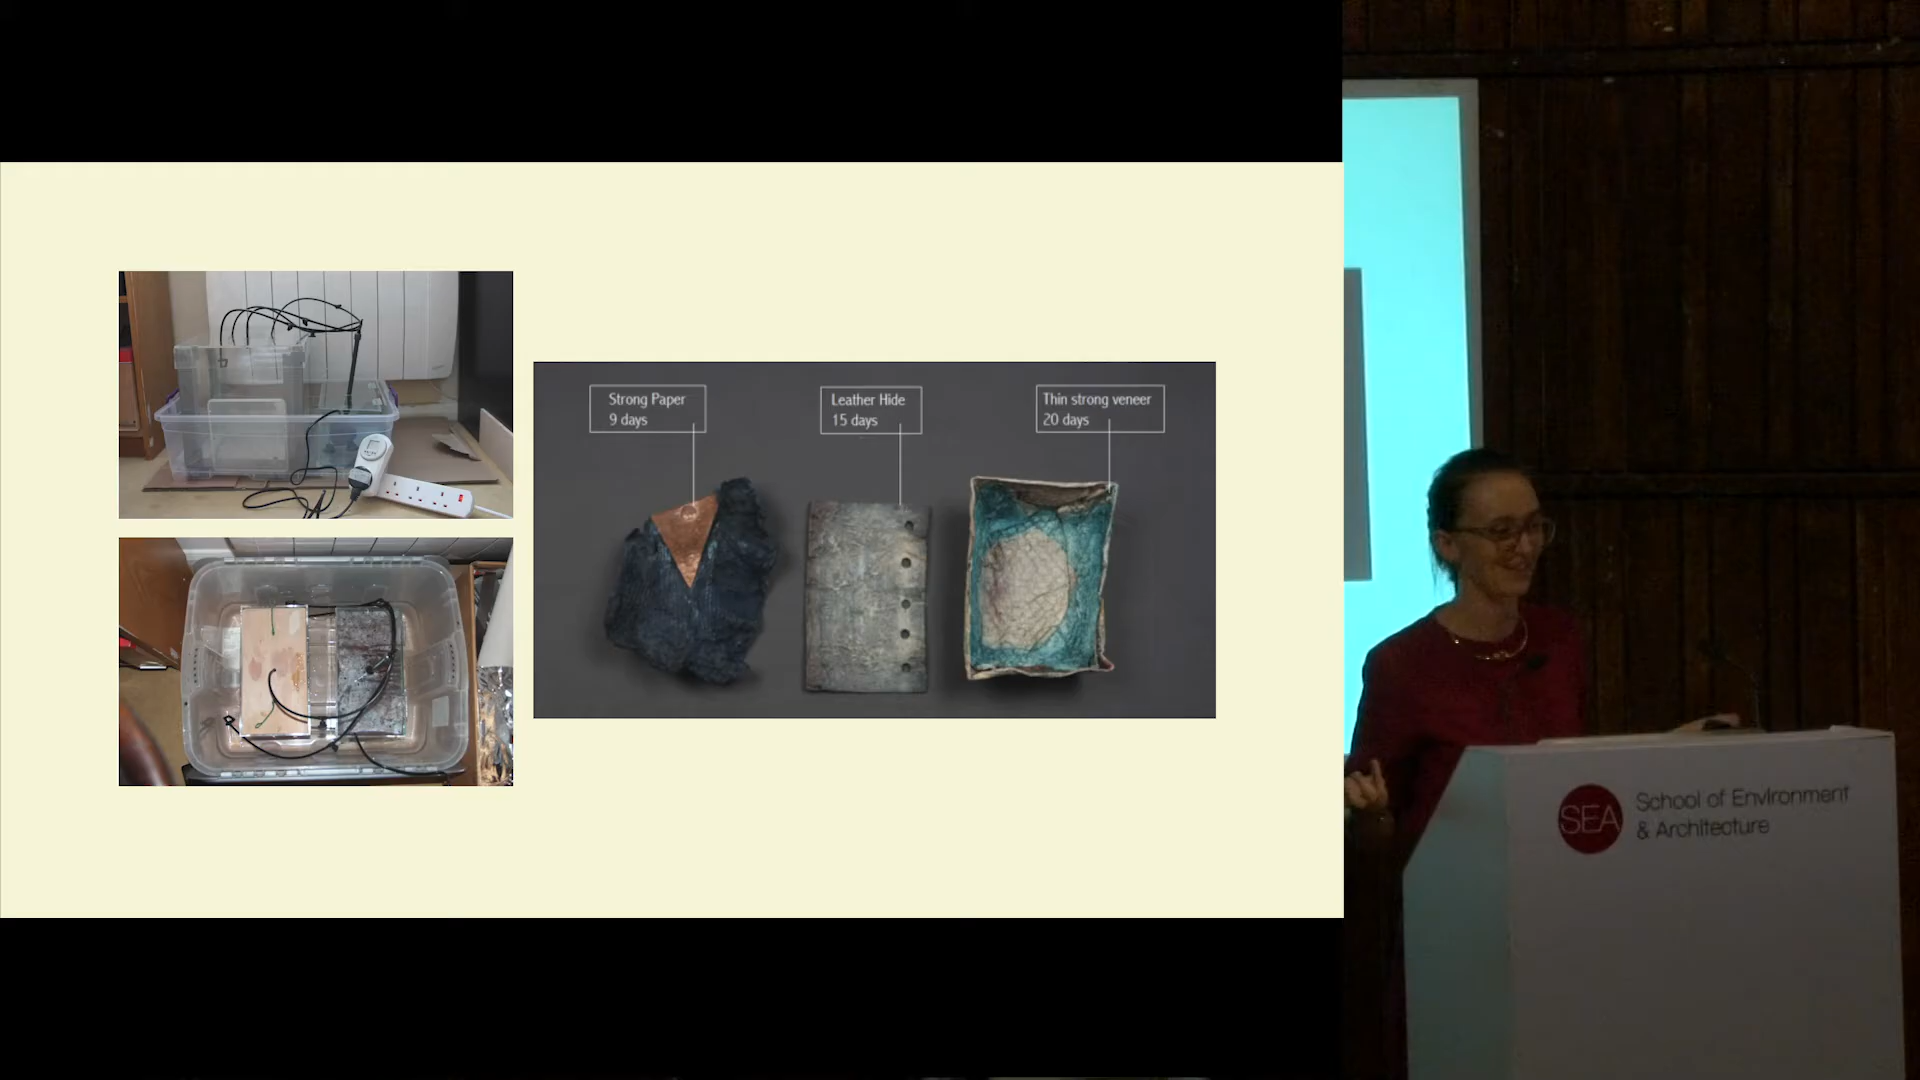 Strong Paper
9 days
Leather Hide
15 days
Thin strong veneer
20 days
SEA
School of Environment
& Architecture